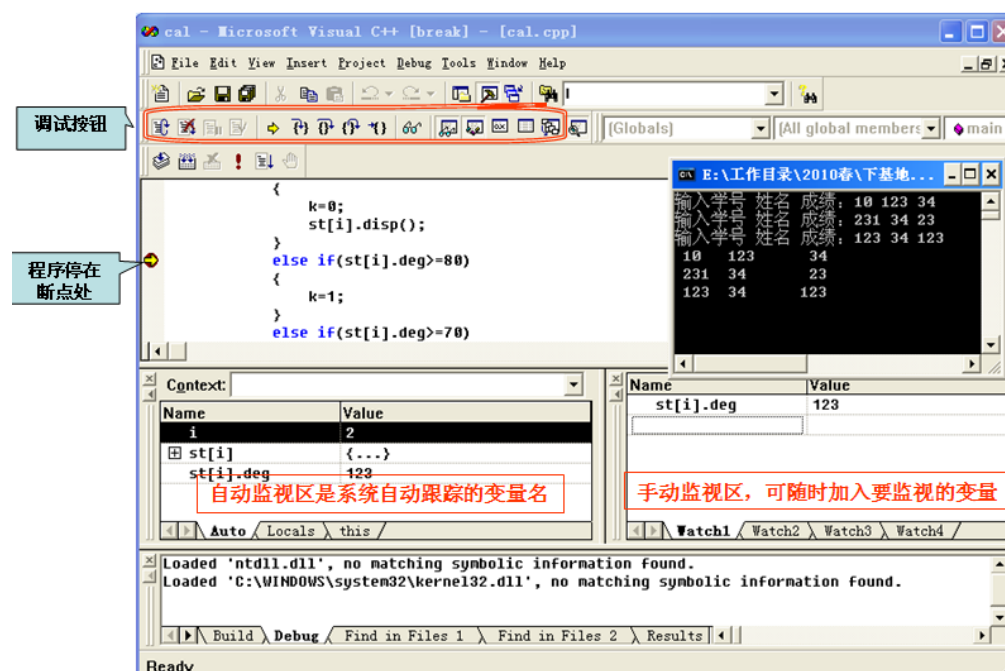 cal - Microsoft Visual C++ [break] - [cal.cpp]
File Edit View Insert Project Debug Tools Window Help
调试按钮
(Globals)
(All global members
main
E:\工作目录\2010春\下基地...
输入学号 姓名 成绩: 10 123 34
输入学号 姓名 成绩: 231 34 23
输入学号 姓名 成绩: 123 34 123
10 123 34
231 34 23
123 34 123
{
k=0;
st[i].disp();
}
else if(st[i].deg>=80)
{
k=1;
}
else if(st[i].deg>=70)
程序停在
断点处
Context:
Name Value
i 2
st[i] {...}
st[i].deg 123
自动监视区是系统自动跟踪的变量名
Auto Locals this
Name Value
st[i].deg 123
手动监视区，可随时加入要监视的变量
Watch1 Watch2 Watch3 Watch4
Loaded 'ntdll.dll', no matching symbolic information found.
Loaded 'C:\WINDOWS\system32\kernel32.dll', no matching symbolic information found.
Build Debug Find in Files 1 Find in Files 2 Results
Ready